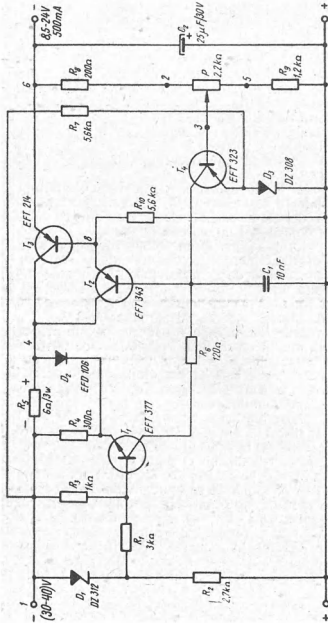 1
(30-40)V
D₁
DZ 312
R₃
1kΩ
R₁
3kΩ
R₂
2,7kΩ
R₅
6Ω/3w
− +
R₄
300Ω
T₁
EFT 377
D₂
EFD 106
4
R₆
120Ω
T₂
EFT 343
T₃
EFT 214
8
R₁₀
5,6kΩ
C₁
10 nF
T₄
EFT 323
3
D₃
DZ 308
R₇
5,6kΩ
6
R₈
200Ω
2
P
2,2kΩ
5
R₉
1,2kΩ
C₂
25µF/30V
8,5-24V
500mA
−
−
+
+